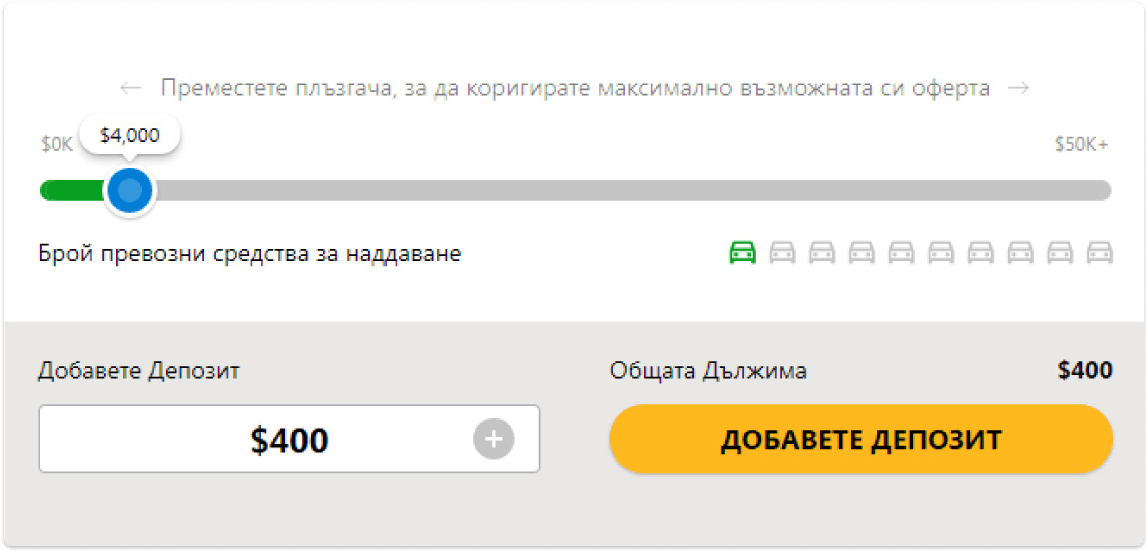 ← Преместете плъзгача, за да коригирате максимално възможната си оферта →
$0K $4,000 $50K+
Брой превозни средства за наддаване
Добавете Депозит Общата Дължима $400
$400 + ДОБАВЕТЕ ДЕПОЗИТ